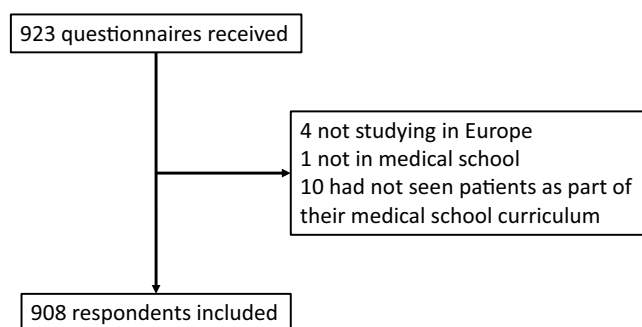 923 questionnaires received
4 not studying in Europe
1 not in medical school
10 had not seen patients as part of
their medical school curriculum
908 respondents included